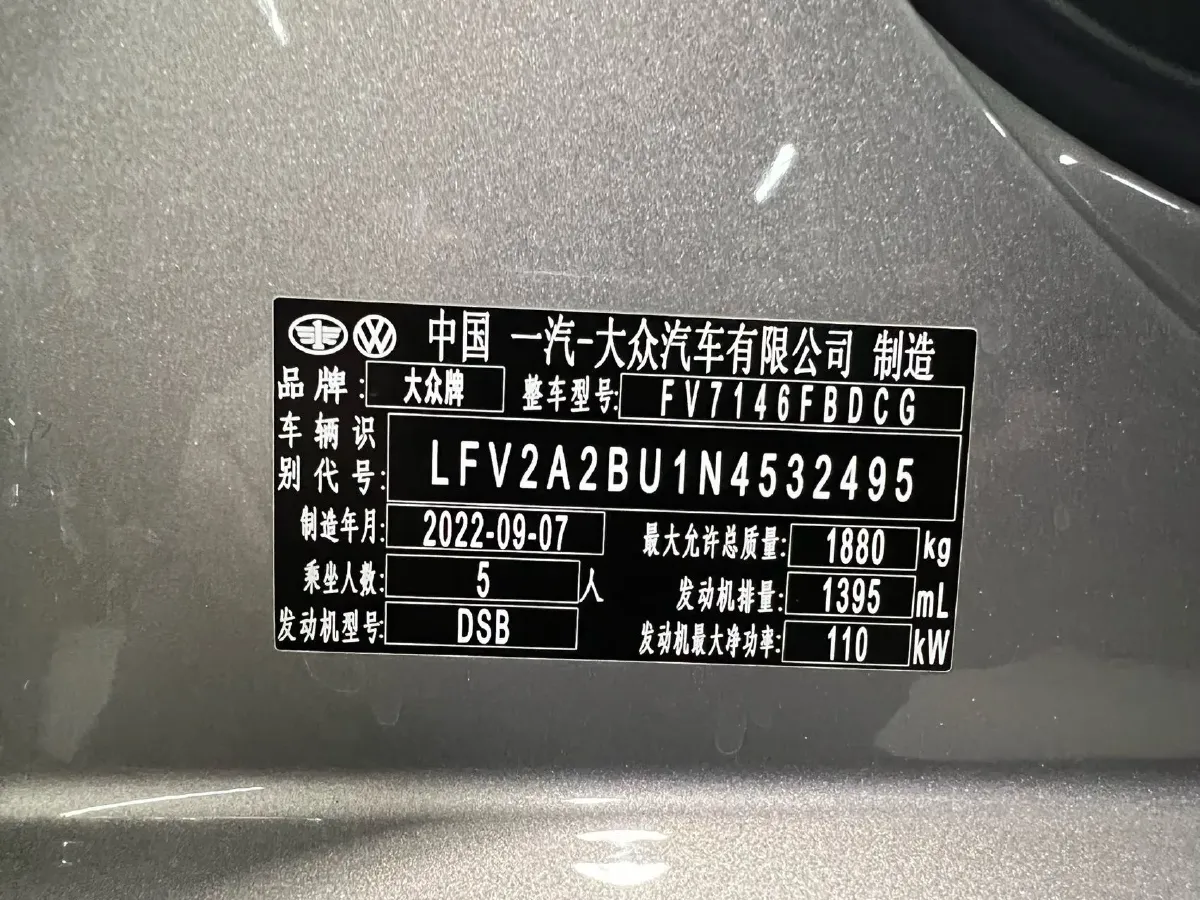 中国 一汽-大众汽车有限公司 制造
品牌: 大众牌 整车型号: FV7146FBDCG
车辆识别代号: LFV2A2BU1N4532495
制造年月: 2022-09-07 最大允许总质量: 1880 kg
乘坐人数: 5 人 发动机排量: 1395 mL
发动机型号: DSB 发动机最大净功率: 110 kW